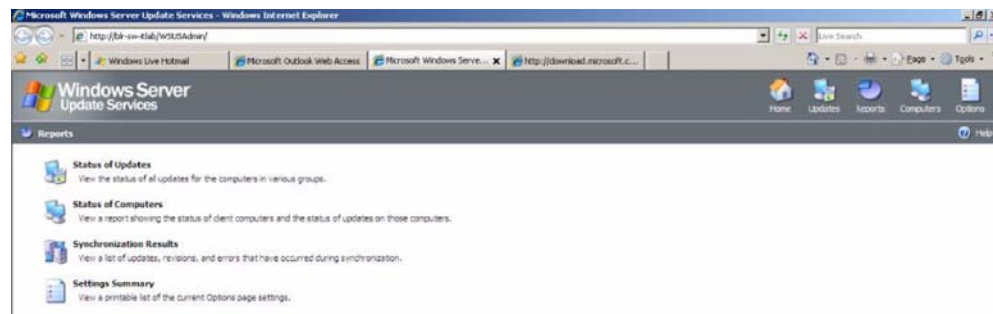 Microsoft Windows Server Update Services - Windows Internet Explorer
http://blr-sw-itlab/WSUSAdmin/
Live Search
Windows Live Hotmail
Microsoft Outlook Web Access
Microsoft Windows Serve...
http://download.microsoft.c...
Page
Tools
Windows Server
Update Services
Home
Updates
Reports
Computers
Options
Reports
Help
Status of Updates
View the status of all updates for the computers in various groups.
Status of Computers
View a report showing the status of client computers and the status of updates on those computers.
Synchronization Results
View a list of updates, revisions, and errors that have occurred during synchronization.
Settings Summary
View a printable list of the current Options page settings.